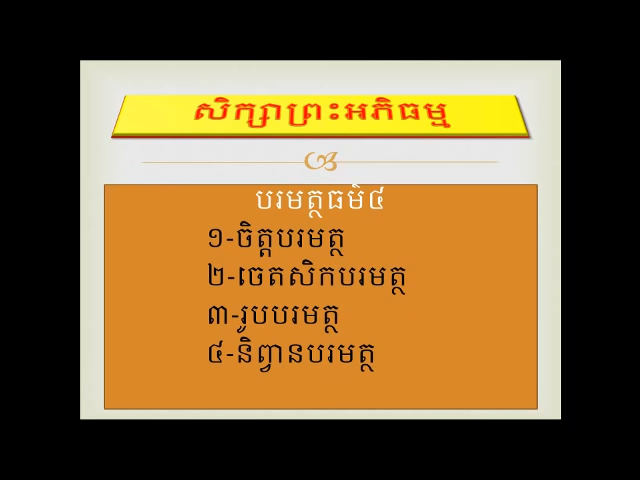 សិក្សាព្រះអភិធម្ម
បរមត្ថធម៌៤
១-ចិត្តបរមត្ថ
២-ចេតសិកបរមត្ថ
៣-រូបបរមត្ថ
៤-និព្វានបរមត្ថ